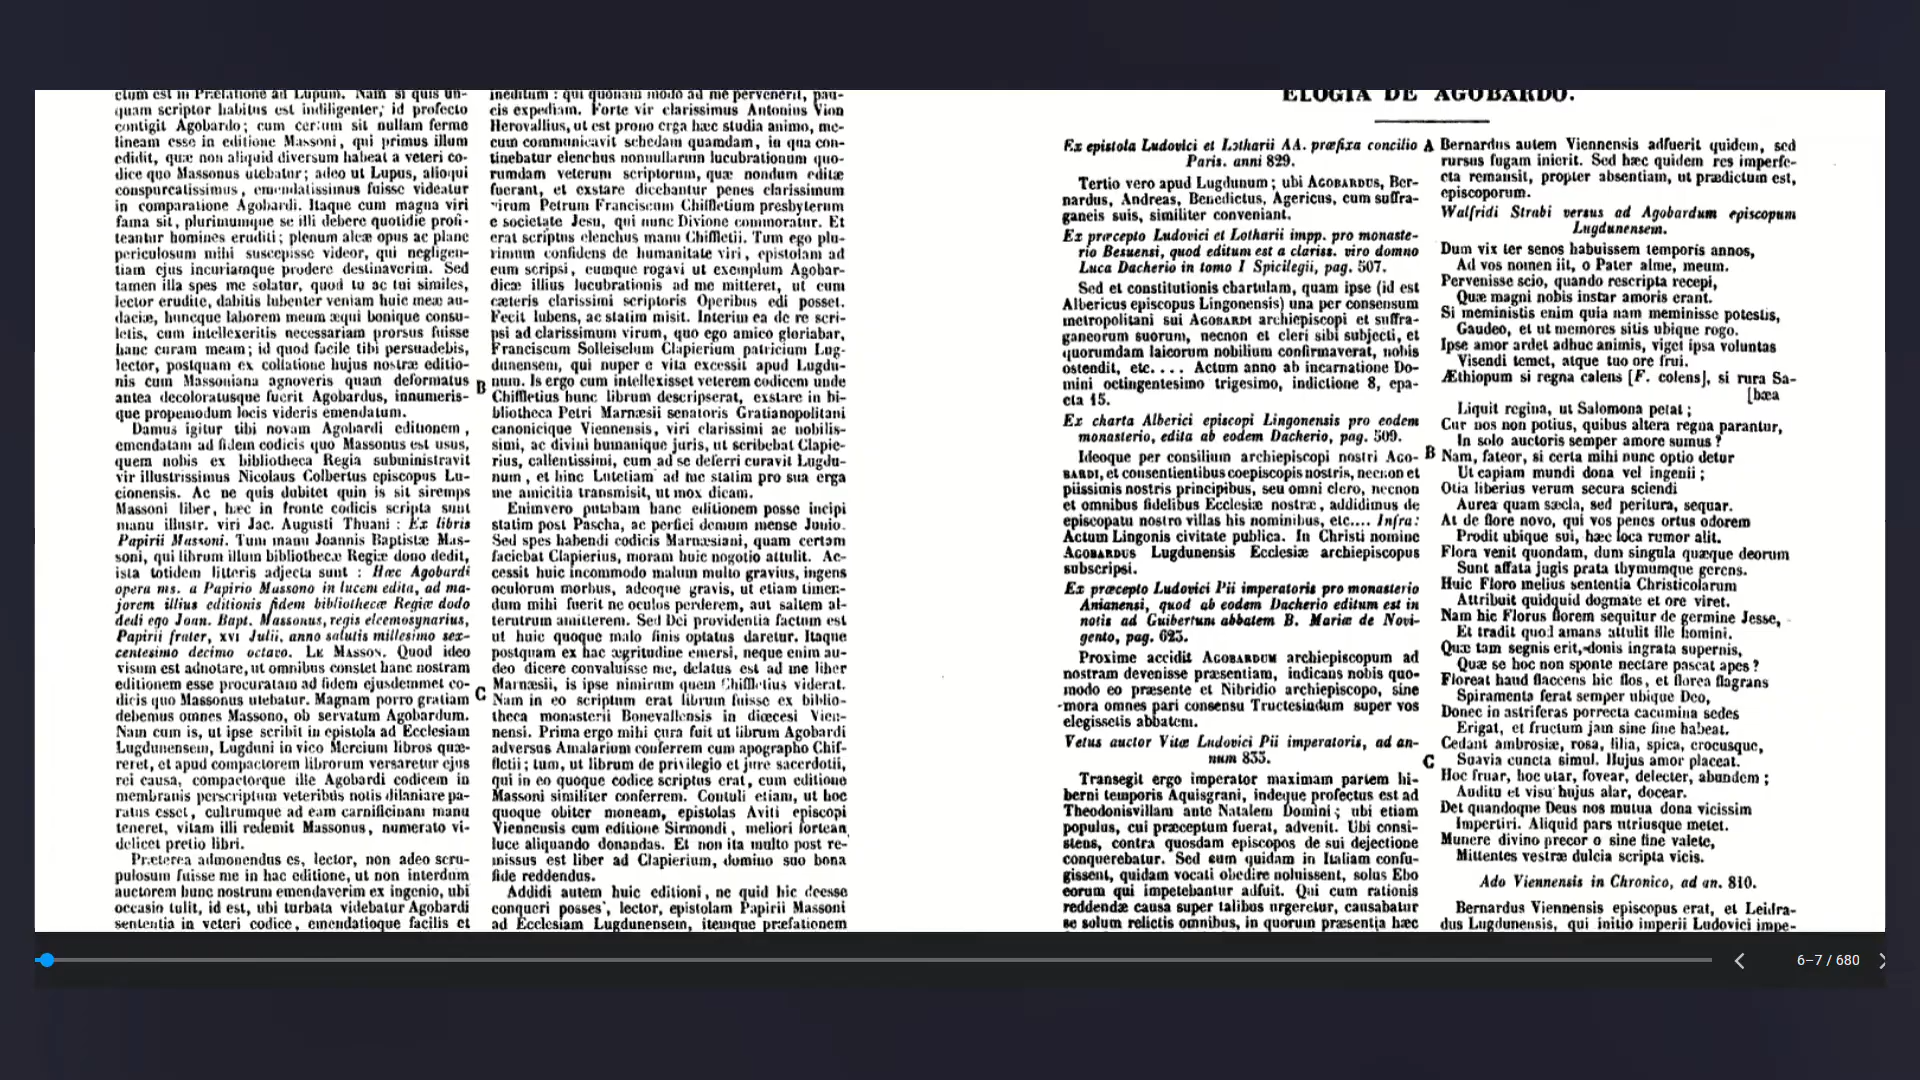 ctum est in Prælatione ad Lupum. Nam si quis un-
quam scriptor habitus est indiligenter, id profecto
contigit Agobardo; cum certum sit nullam ferme
lineam esse in editione Massoni, qui primus illum
edidit, quæ non aliquid diversum habeat a veteri co-
dice quo Massonus utebatur; adeo ut Lupus, alioqui
conspurcatissimus, emendatissimus fuisse videatur
in comparatione Agobardi. Itaque cum magna viri
fama sit, plurimumque se illi debere quotidie profi-
teantur homines eruditi; plenum aleæ opus ac plane
periculosum mihi suscepisse videor, qui negligen-
tiam ejus incuriamque prodere destinaverim. Sed
tamen illa spes me solatur, quod tu ac tui similes,
lector erudite, dabitis lubenter veniam huic meæ au-
daciæ, huncque laborem meum æqui bonique consu-
letis, cum intellexeritis necessariam prorsus fuisse
hanc curam meam; id quod facile tibi persuadebis,
lector, postquam ex collatione hujus nostræ editio-
nis cum Massoniana agnoveris quam deformatus
antea decoloratusque fuerit Agobardus, innumeris-
que propemodum locis videris emendatum.
Damus igitur tibi novam Agobardi editionem,
emendatam ad fidem codicis quo Massonus est usus,
quem nobis ex bibliotheca Regia subministravit
vir illustrissimus Nicolaus Colbertus episcopus Lu-
cionensis. Ac ne quis dubitet quin is sit siremps
Massoni liber, hæc in fronte codicis scripta sunt
manu illustr. viri Jac. Augusti Thuani : Ex libris
Papirii Massoni. Tum manu Joannis Baptistæ Mas-
soni, qui librum illum bibliothecæ Regiæ dono dedit,
ista totidem litteris adjecta sunt : Hæc Agobardi
opera ms. a Papirio Massono in lucem edita, ad ma-
jorem illius editionis fidem bibliothecæ Regiæ dodo
dedi ego Joan. Bapt. Massonus, regis eleemosynarius,
Papirii frater, XVI Julii, anno salutis millesimo sex-
centesimo decimo octavo. LE MASSON. Quod ideo
visum est adnotare, ut omnibus constet hanc nostram
editionem esse procuratam ad fidem ejusdemmet co-
dicis quo Massonus utebatur. Magnam porro gratiam
debemus omnes Massono, ob servatum Agobardum.
Nam cum is, ut ipse scribit in epistola ad Ecclesiam
Lugdunensem, Lugduni in vico Mercium libros quæ-
reret, et apud compactorem librorum versaretur ejus
rei causa, compactorque ille Agobardi codicem in
membranis perscriptum veteribus notis dilaniare pa-
ratus esset, cultrumque ad eam carnificinam manu
teneret, vitam illi redemit Massonus, numerato vi-
delicet pretio libri.
Præterea admonendus es, lector, non adeo scru-
pulosum fuisse me in hac editione, ut non interdum
auctorem hunc nostrum emendaverim ex ingenio, ubi
occasio tulit, id est, ubi turbata videbatur Agobardi
sententia in veteri codice, emendatioque facilis et
B
C
ineditum : qui quonam modo ad me pervenerit, pau-
cis expediam. Forte vir clarissimus Antonius Vion
Herovallius, ut est prono erga hæc studia animo, me-
cum communicavit schedam quamdam, in qua con-
tinebatur elenchus nonnullarum lucubrationum quo-
rumdam veterum scriptorum, quæ nondum editæ
fuerant, et exstare dicebantur penes clarissimum
virum Petrum Franciscum Chiffletium presbyterum
e societate Jesu, qui nunc Divione commoratur. Et
erat scriptus elenchus manu Chiffletii. Tum ego plu-
rimum confidens de humanitate viri, epistolam ad
eum scripsi, eumque rogavi ut exemplum Agobar-
dicæ illius lucubrationis ad me mitteret, ut cum
cæteris clarissimi scriptoris Operibus edi posset.
Fecit lubens, ac statim misit. Interim ea de re scri-
psi ad clarissimum virum, quo ego amico gloriabar,
Franciscum Solleiselum Clapierium patricium Lug-
dunensem, qui nuper e vita excessit apud Lugdu-
num. Is ergo cum intellexisset veterem codicem unde
Chiffletius hunc librum descripserat, exstare in bi-
bliotheca Petri Marnæsii senatoris Gratianopolitani
canonicique Viennensis, viri clarissimi ac nobilis-
simi, ac divini humanique juris, ut scribebat Clapie-
rius, callentissimi, cum ad se deferri curavit Lugdu-
num, et hinc Lutetiam ad me statim pro sua erga
me amicitia transmisit, ut mox dicam.
Enimvero putabam hanc editionem posse incipi
statim post Pascha, ac perfici demum mense Junio.
Sed spes habendi codicis Marnæsiani, quam certam
faciebat Clapierius, moram huic nogotio attulit. Ac-
cessit huic incommodo malum multo gravius, ingens
oculorum morbus, adeoque gravis, ut etiam timen-
dum mihi fuerit ne oculos perderem, aut saltem al-
terutrum amitterem. Sed Dei providentia factum est
ut huic quoque malo finis optatus daretur. Itaque
postquam ex hac ægritudine emersi, neque enim au-
deo dicere convaluisse me, delatus est ad me liber
Marnæsii, is ipse nimirum quem Chiffletius viderat.
Nam in eo scriptum erat librum fuisse ex biblio-
theca monasterii Bonevallensis in diœcesi Vien-
nensi. Prima ergo mihi cura fuit ut librum Agobardi
adversus Amalarium conferrem cum apographo Chif-
fletii; tum, ut librum de privilegio et jure sacerdotii,
qui in eo quoque codice scriptus erat, cum editione
Massoni similiter conferrem. Contuli etiam, ut hoc
quoque obiter moneam, epistolas Aviti episcopi
Viennensis cum editione Sirmondi, meliori fortean
luce aliquando donandas. Et non ita multo post re-
missus est liber ad Clapierium, domino suo bona
fide reddendus.
Addidi autem huic editioni, ne quid hic deesse
conqueri posses, lector, epistolam Papirii Massoni
ad Ecclesiam Lugdunensem, itemque præfationem
ELOGIA DE AGOBARDO.
Ex epistola Ludovici et Lotharii AA. præfixa concilio
Paris. anni 829.
Tertio vero apud Lugdunum; ubi AGOBARDUS, Ber-
nardus, Andreas, Benedictus, Agericus, cum suffra-
ganeis suis, similiter conveniant.
Ex præcepto Ludovici et Lotharii impp. pro monaste-
rio Besuensi, quod editum est a clariss. viro domno
Luca Dacherio in tomo I Spicilegii, pag. 507.
Sed et constitutionis chartulam, quam ipse (id est
Albericus episcopus Lingonensis) una per consensum
metropolitani sui AGOBARDI archiepiscopi et suffra-
ganeorum suorum, necnon et cleri sibi subjecti, et
quorumdam laicorum nobilium confirmaverat, nobis
ostendit, etc.... Actum anno ab incarnatione Do-
mini octingentesimo trigesimo, indictione 8, epa-
cta 15.
Ex charta Alberici episcopi Lingonensis pro eodem
monasterio, edita ab eodem Dacherio, pag. 509.
Ideoque per consilium archiepiscopi nostri AGO-
BARDI, et consentientibus coepiscopis nostris, necnon et
piissimis nostris principibus, seu omni clero, necnon
et omnibus fidelibus Ecclesiæ nostræ, addidimus de
episcopatu nostro villas his nominibus, etc.... Infra:
Actum Lingonis civitate publica. In Christi nomine
AGOBARDUS Lugdunensis Ecclesiæ archiepiscopus
subscripsi.
Ex præcepto Ludovici Pii imperatoris pro monasterio
Anianensi, quod ab eodem Dacherio editum est in
notis ad Guibertum abbatem B. Mariæ de Novi-
gento, pag. 623.
Proxime accidit AGOBARDUM archiepiscopum ad
nostram devenisse præsentiam, indicans nobis quo-
modo eo præsente et Nibridio archiepiscopo, sine
mora omnes pari consensu Tructesindum super vos
elegissetis abbatem.
Vetus auctor Vitæ Ludovici Pii imperatoris, ad an-
num 833.
Transegit ergo imperator maximam partem hi-
berni temporis Aquisgrani, indeque profectus est ad
Theodonisvillam ante Natalem Domini; ubi etiam
populus, cui præceptum fuerat, advenit. Ubi consi-
stens, contra quosdam episcopos de sui dejectione
conquerebatur. Sed eum quidam in Italiam confu-
gissent, quidam vocati obedire noluissent, solus Ebo
eorum qui impetebantur adfuit. Qui cum rationis
reddendæ causa super talibus urgeretur, causabatur
se solum relictis omnibus, in quorum præsentia hæc
A
B
C
Bernardus autem Viennensis adfuerit quidem, sed
rursus fugam inierit. Sed hæc quidem res imperfe-
cta remansit, propter absentiam, ut prædictum est,
episcoporum.
Walfridi Strabi versus ad Agobardum episcopum
Lugdunensem.
Dum vix ter senos habuissem temporis annos,
Ad vos nomen iit, o Pater alme, meum.
Pervenisse scio, quando rescripta recepi,
Quæ magni nobis instar amoris erant.
Si meministis enim quia nam meminisse potestis,
Gaudeo, et ut memores sitis ubique rogo.
Ipse amor ardet adhuc animis, viget ipsa voluntas
Visendi temet, atque tuo ore frui.
Æthiopum si regna calens [F. colens], si rura Sa-
[bæa
Liquit regina, ut Salomona petat;
Cur nos non potius, quibus altera regna parantur,
In solo auctoris semper amore sumus?
Nam, fateor, si certa mihi nunc optio detur
Ut capiam mundi dona vel ingenii;
Otia liberius verum secura sciendi
Aurea quam sæcla, sed peritura, sequar.
At de flore novo, qui vos penes ortus odorem
Prodit ubique sui, hæc loca rumor alit.
Flora venit quondam, dum singula quæque deorum
Sunt affata jugis prata thymumque gerens.
Huic Floro melius sententia Christicolarum
Attribuit quidquid dogmate et ore viret.
Nam hic Florus florem sequitur de germine Jesse,
Et tradit quod amans attulit ille homini.
Quæ tam segnis erit, donis ingrata supernis,
Quæ se hoc non sponte nectare pascat apes?
Floreat haud flaccens hic flos, et florea flagrans
Spiramenta ferat semper ubique Deo,
Donec in astriferas porrecta cacumina sedes
Erigat, et fructum jam sine fine habeat.
Cedant ambrosiæ, rosa, lilia, spica, crocusque,
Suavia cuncta simul. Hujus amor placeat.
Hoc fruar, hoc utar, fovear, delecter, abundem;
Auditu et visu hujus alar, docear.
Det quandoque Deus nos mutua dona vicissim
Impertiri. Aliquid pars utriusque metet.
Munere divino precor o sine fine valete,
Mittentes vestræ dulcia scripta vicis.
Ado Viennensis in Chronico, ad an. 810.
Bernardus Viennensis episcopus erat, et Leidra-
dus Lugdunensis, qui initio imperii Ludovici impe-
6–7 / 680